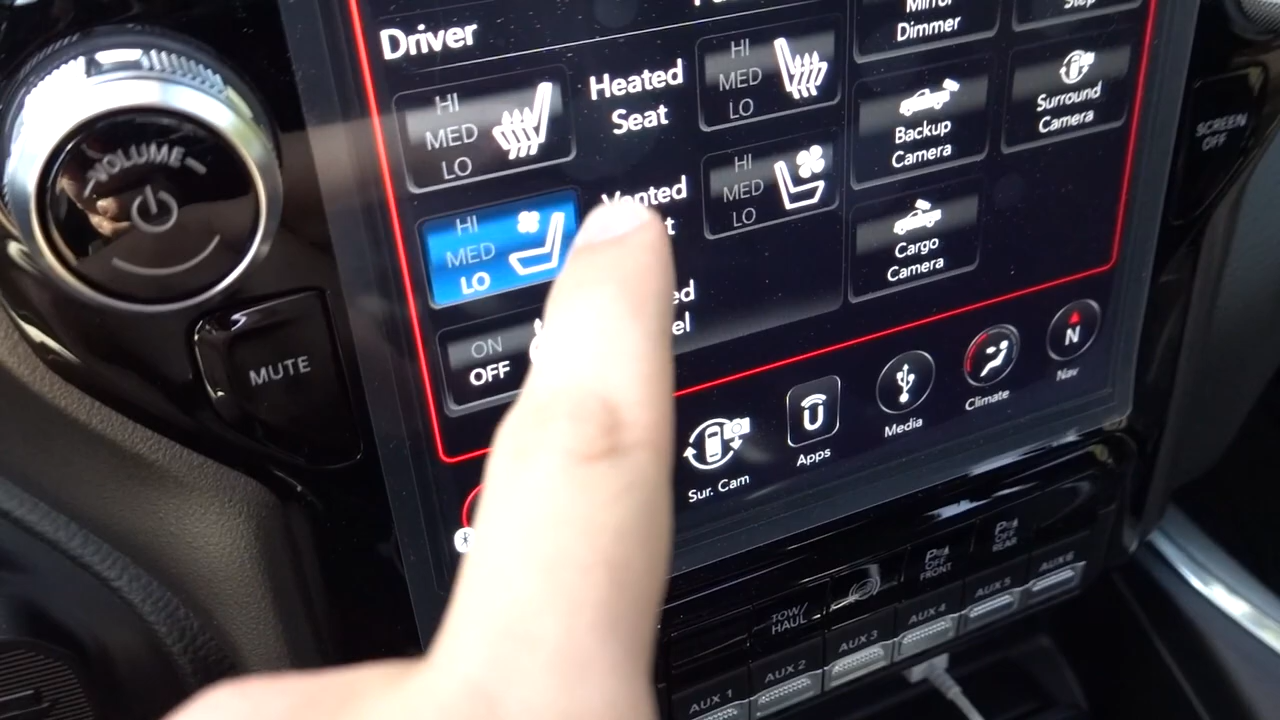 Driver
HI
MED
LO
Heated
Seat
HI
MED
LO
Mirror
Dimmer
Step
Backup
Camera
Surround
Camera
HI
MED
LO
Vented
HI
MED
LO
Cargo
Camera
ON
OFF
Sur. Cam
Apps
Media
Climate
Nav
N
VOLUME
MUTE
SCREEN
OFF
TOW/
HAUL
OFF
FRONT
OFF
REAR
AUX 1
AUX 2
AUX 3
AUX 4
AUX 5
AUX 6